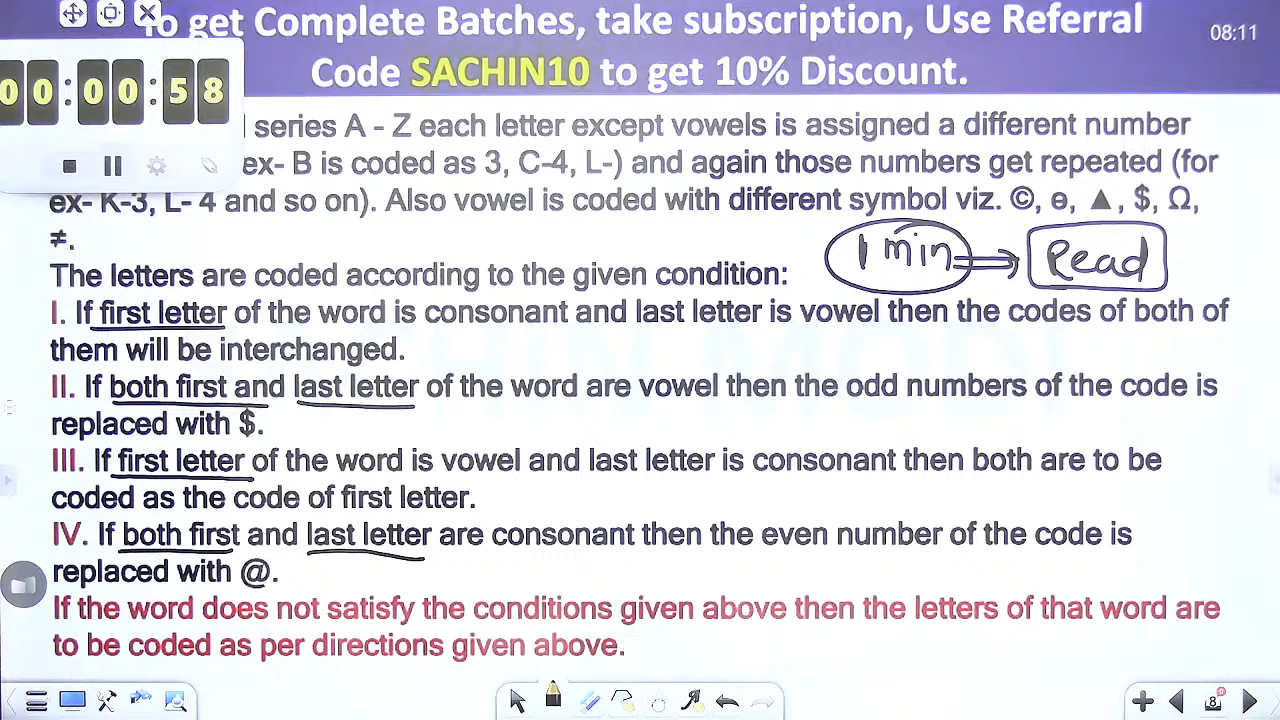 To get Complete Batches, take subscription, Use Referral
08:11
Code SACHIN10 to get 10% Discount.
00:00:58
series A - Z each letter except vowels is assigned a different number
ex- B is coded as 3, C-4, L-) and again those numbers get repeated (for
ex- K-3, L- 4 and so on). Also vowel is coded with different symbol viz. ©, ɵ, ▲, $, Ω,
≠.
1 min ⇒ Read
The letters are coded according to the given condition:
I. If first letter of the word is consonant and last letter is vowel then the codes of both of
them will be interchanged.
II. If both first and last letter of the word are vowel then the odd numbers of the code is
replaced with $.
III. If first letter of the word is vowel and last letter is consonant then both are to be
coded as the code of first letter.
IV. If both first and last letter are consonant then the even number of the code is
replaced with @.
If the word does not satisfy the conditions given above then the letters of that word are
to be coded as per directions given above.
8